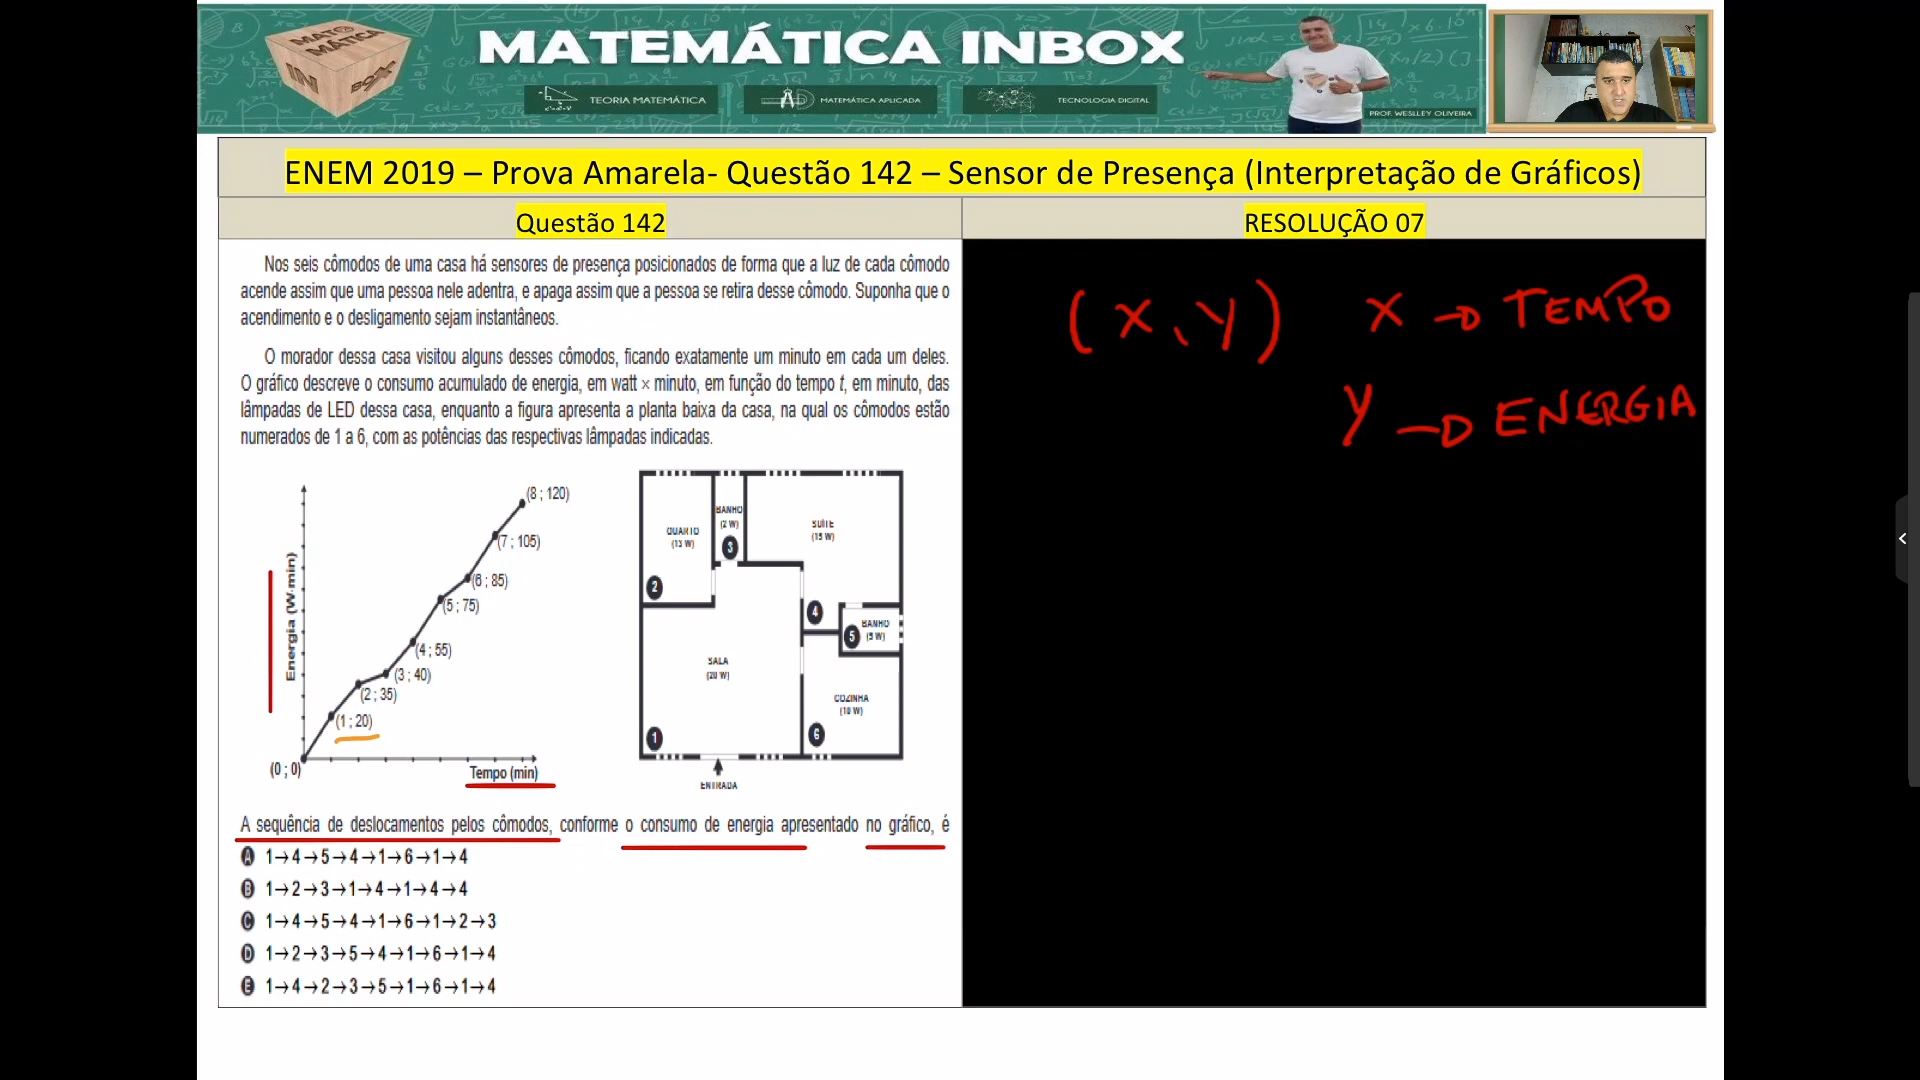 MATEMÁTICA INBOX
MATEMÁTICA
IN
BOX
TEORIA MATEMÁTICA
MATEMÁTICA APLICADA
TECNOLOGIA DIGITAL
PROF. WESLLEY OLIVEIRA
ENEM 2019 – Prova Amarela- Questão 142 – Sensor de Presença (Interpretação de Gráficos)
Questão 142
RESOLUÇÃO 07
Nos seis cômodos de uma casa há sensores de presença posicionados de forma que a luz de cada cômodo
acende assim que uma pessoa nele adentra, e apaga assim que a pessoa se retira desse cômodo. Suponha que o
acendimento e o desligamento sejam instantâneos.
O morador dessa casa visitou alguns desses cômodos, ficando exatamente um minuto em cada um deles.
O gráfico descreve o consumo acumulado de energia, em watt × minuto, em função do tempo t, em minuto, das
lâmpadas de LED dessa casa, enquanto a figura apresenta a planta baixa da casa, na qual os cômodos estão
numerados de 1 a 6, com as potências das respectivas lâmpadas indicadas.
Energia (W·min)
(8 ; 120)
(7 ; 105)
(6 ; 85)
(5 ; 75)
(4 ; 55)
(3 ; 40)
(2 ; 35)
(1 ; 20)
(0 ; 0)
Tempo (min)
QUARTO
(13 W)
2
BANHO
(2 W)
3
SUÍTE
(15 W)
4
BANHO
(5 W)
5
SALA
(20 W)
1
COZINHA
(10 W)
6
ENTRADA
A sequência de deslocamentos pelos cômodos, conforme o consumo de energia apresentado no gráfico, é
A 1→4→5→4→1→6→1→4
B 1→2→3→1→4→1→4→4
C 1→4→5→4→1→6→1→2→3
D 1→2→3→5→4→1→6→1→4
E 1→4→2→3→5→1→6→1→4
(X, Y) X → TEMPO
Y → ENERGIA